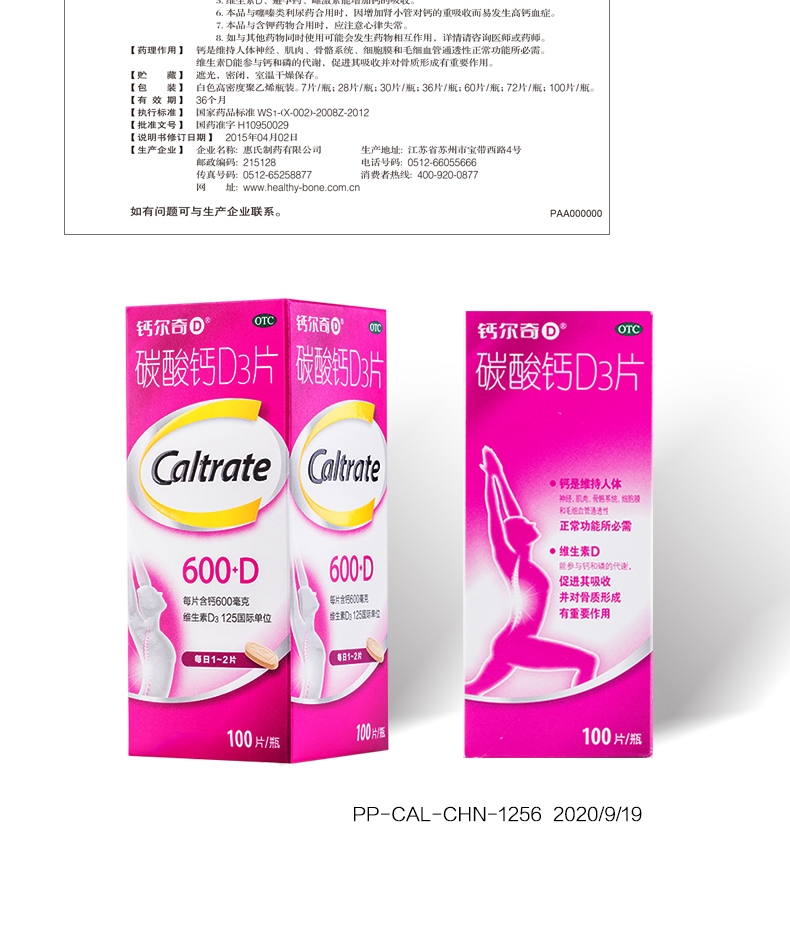 5. 维生素D、避孕药、雌激素能增加钙的吸收。
6. 本品与噻嗪类利尿药合用时，因增加肾小管对钙的重吸收而易发生高钙血症。
7. 本品与含钾药物合用时，应注意心律失常。
8. 如与其他药物同时使用可能会发生药物相互作用，详情请咨询医师或药师。
【药理作用】 钙是维持人体神经、肌肉、骨骼系统、细胞膜和毛细血管通透性正常功能所必需。
维生素D能参与钙和磷的代谢，促进其吸收并对骨质形成有重要作用。
【贮 藏】 遮光，密闭，室温干燥保存。
【包 装】 白色高密度聚乙烯瓶装。7片/瓶；28片/瓶；30片/瓶；36片/瓶；60片/瓶；72片/瓶；100片/瓶。
【有 效 期】 36个月
【执行标准】 国家药品标准 WS1-(X-002)-2008Z-2012
【批准文号】 国药准字 H10950029
【说明书修订日期】 2015年04月02日
【生产企业】 企业名称: 惠氏制药有限公司 生产地址: 江苏省苏州市宝带西路4号
邮政编码: 215128 电话号码: 0512-66055666
传真号码: 0512-65258877 消费者热线: 400-920-0877
网 址: www.healthy-bone.com.cn
如有问题可与生产企业联系。
PAA000000
钙尔奇D® OTC
碳酸钙D3片
Caltrate
600+D
每片含钙600毫克
维生素D3 125国际单位
每日1~2片
100片/瓶
钙尔奇D® OTC
碳酸钙D3片
Caltrate
600+D
每片含钙600毫克
维生素D3 125国际单位
每日1~2片
100片/瓶
钙尔奇D® OTC
碳酸钙D3片
● 钙是维持人体
神经、肌肉、骨骼系统、细胞膜
和毛细血管通透性
正常功能所必需
● 维生素D
能参与钙和磷的代谢，
促进其吸收
并对骨质形成
有重要作用
100片/瓶
PP-CAL-CHN-1256 2020/9/19